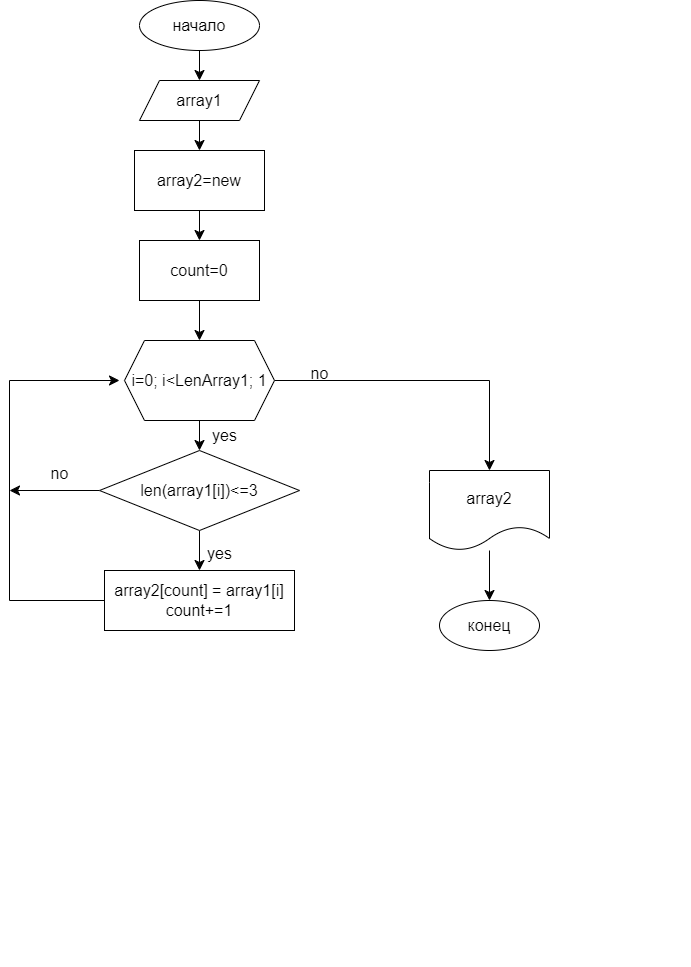 начало
array1
array2=new
count=0
i=0; i<LenArray1; 1
no
yes
no
len(array1[i])<=3
array2
yes
array2[count] = array1[i]
count+=1
конец